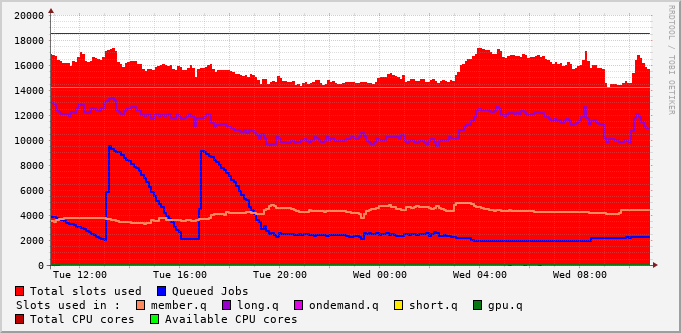 20000
18000
16000
14000
12000
10000
8000
6000
4000
2000
0
Tue 12:00 Tue 16:00 Tue 20:00 Wed 00:00 Wed 04:00 Wed 08:00
RRDTOOL / TOBI OETIKER
Total slots used Queued Jobs
Slots used in : member.q long.q ondemand.q short.q gpu.q
Total CPU cores Available CPU cores